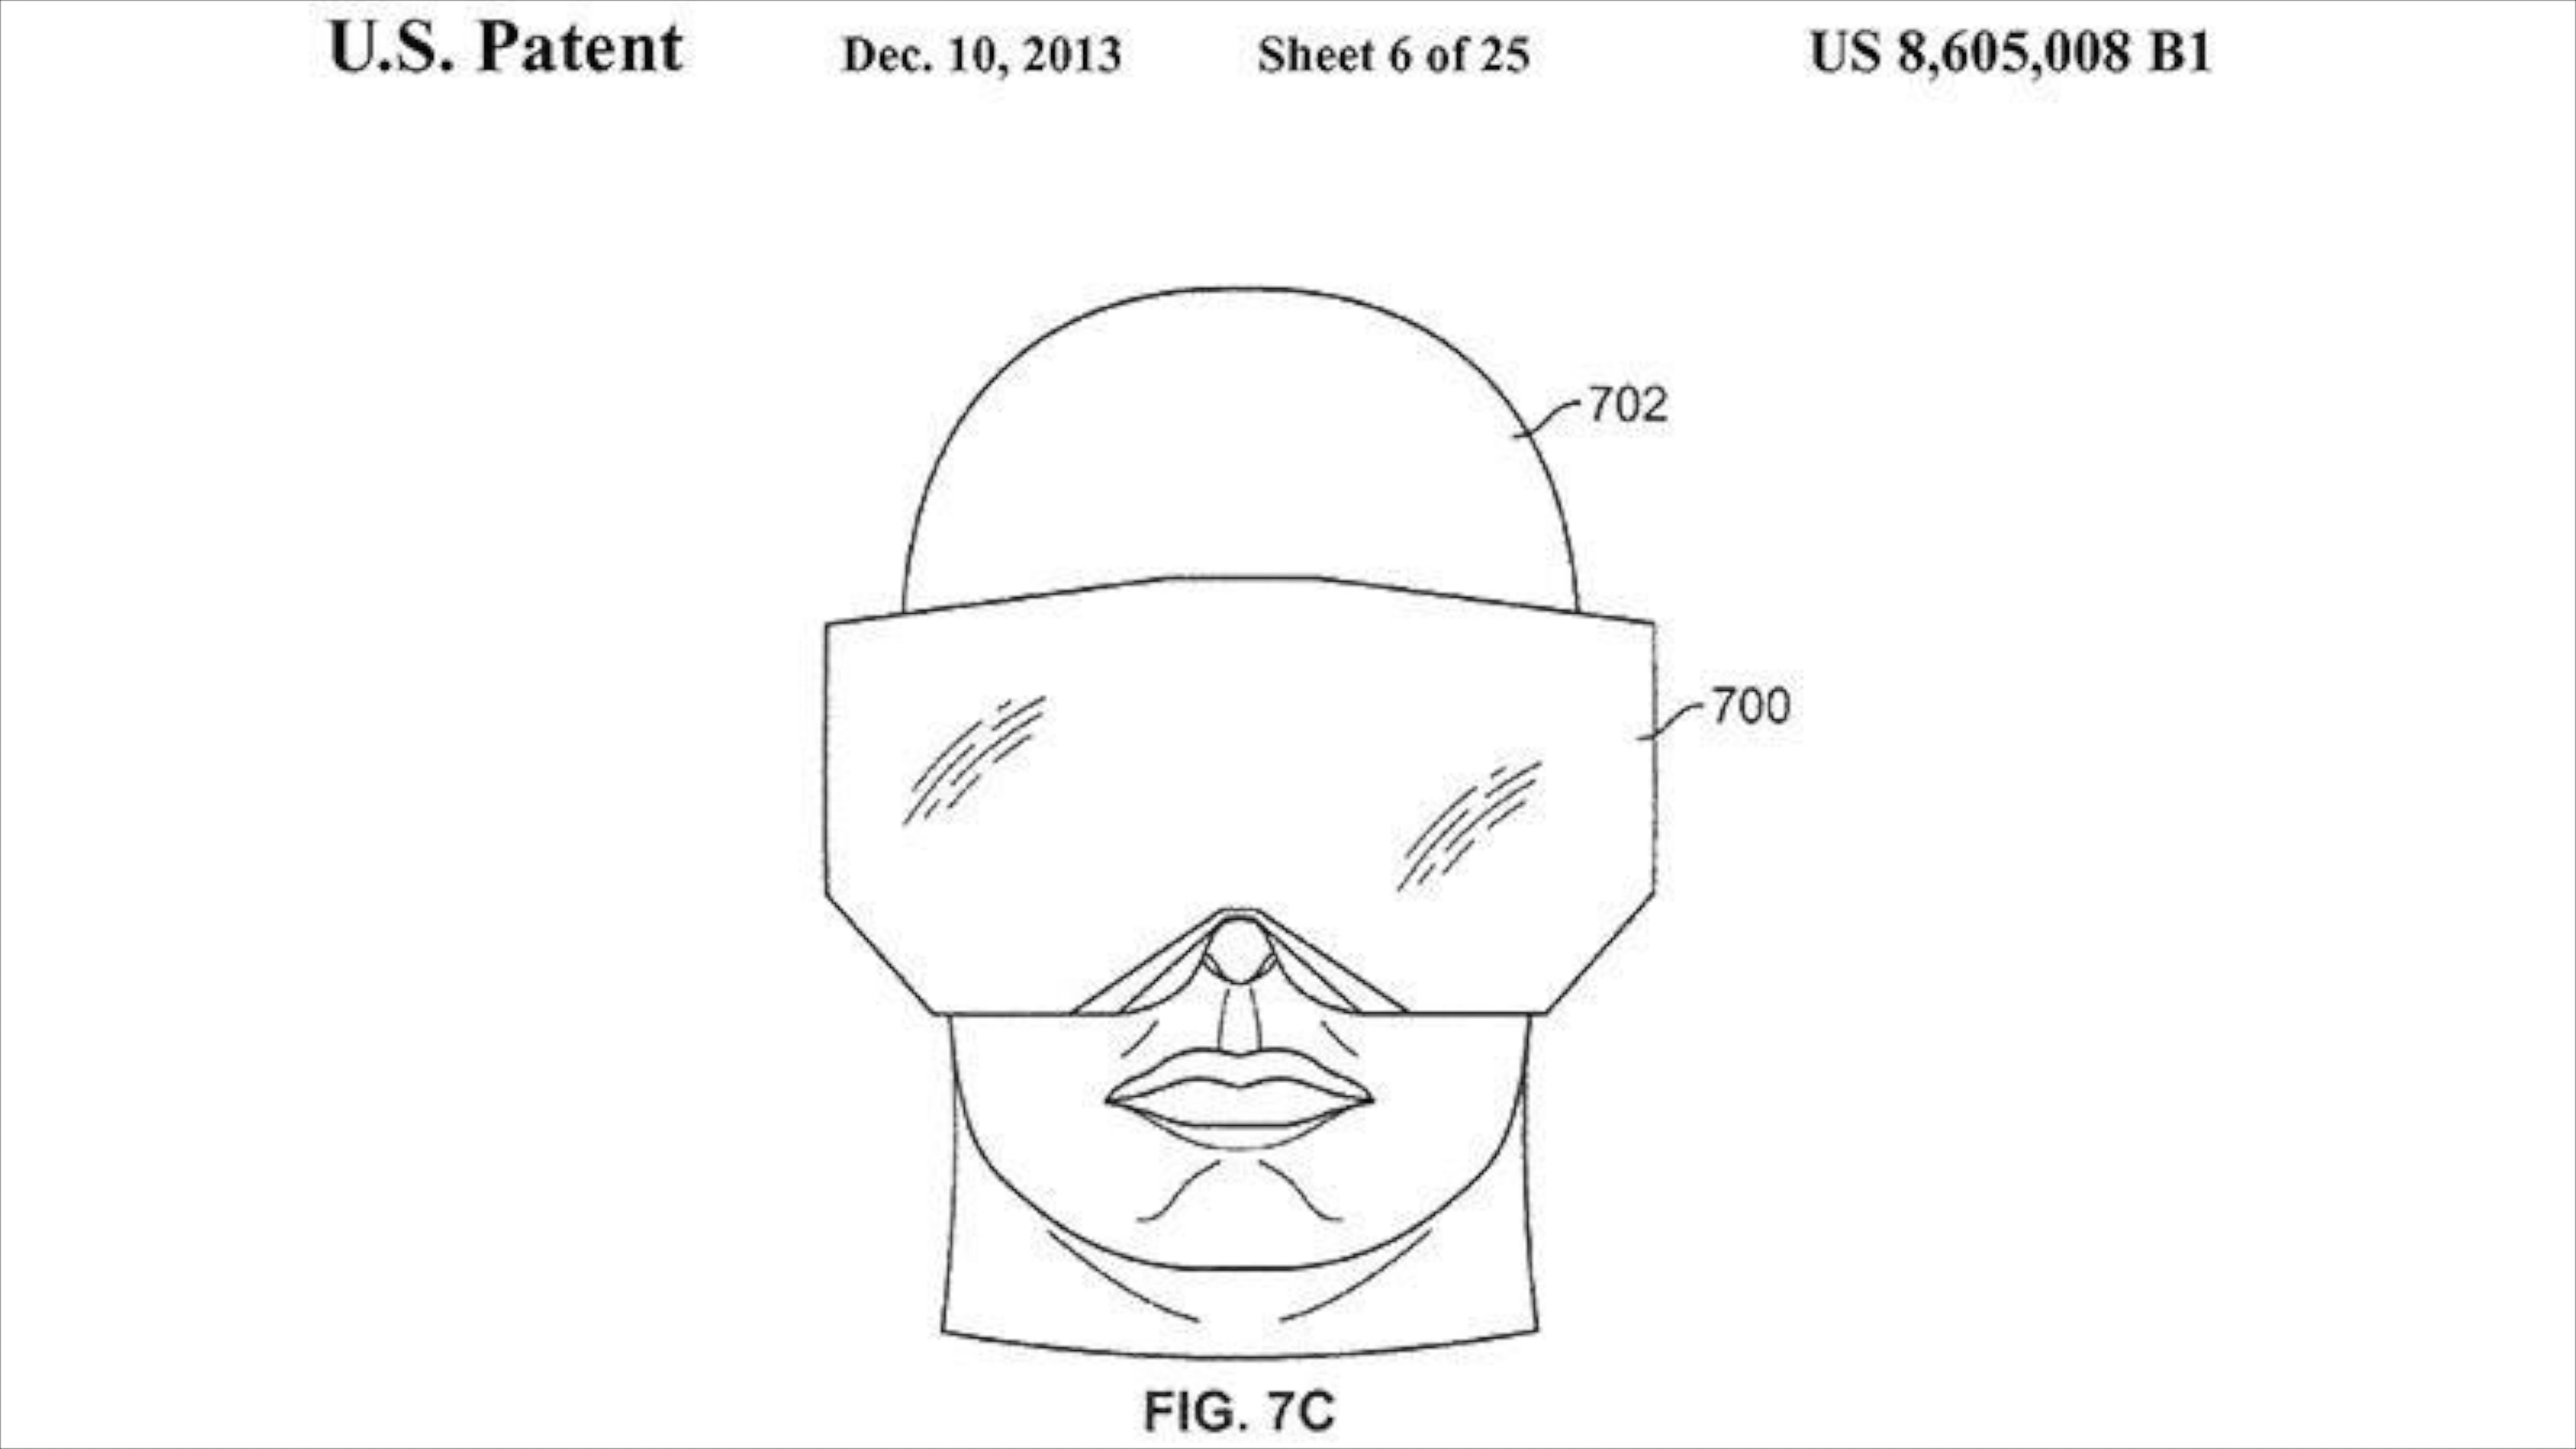 U.S. Patent Dec. 10, 2013 Sheet 6 of 25 US 8,605,008 B1
702
700
FIG. 7C